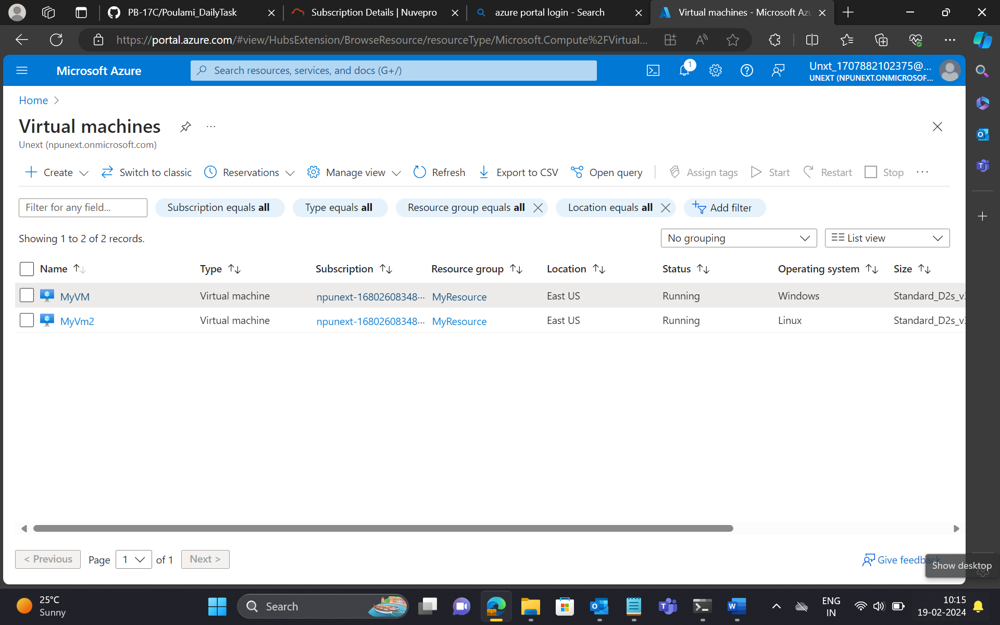 PB-17C/Poulami_DailyTask
Subscription Details | Nuvepro
azure portal login - Search
Virtual machines - Microsoft Azu
https://portal.azure.com/#view/HubsExtension/BrowseResource/resourceType/Microsoft.Compute%2FVirtual...
Microsoft Azure
Search resources, services, and docs (G+/)
1
Unxt_1707882102375@...
UNEXT (NPUNEXT.ONMICROSOF...
Home
Virtual machines
...
Unext (npunext.onmicrosoft.com)
Create
Switch to classic
Reservations
Manage view
Refresh
Export to CSV
Open query
Assign tags
Start
Restart
Stop
...
Filter for any field...
Subscription equals all
Type equals all
Resource group equals all
Location equals all
Add filter
Showing 1 to 2 of 2 records.
No grouping
List view
Name Type Subscription Resource group Location Status Operating system Size
MyVM Virtual machine npunext-16802608348... MyResource East US Running Windows Standard_D2s_v3
MyVm2 Virtual machine npunext-16802608348... MyResource East US Running Linux Standard_D2s_v3
< Previous
Page 1 of 1
Next >
Give feedback
Show desktop
25°C
Sunny
Search
ENG
IN
10:15
19-02-2024